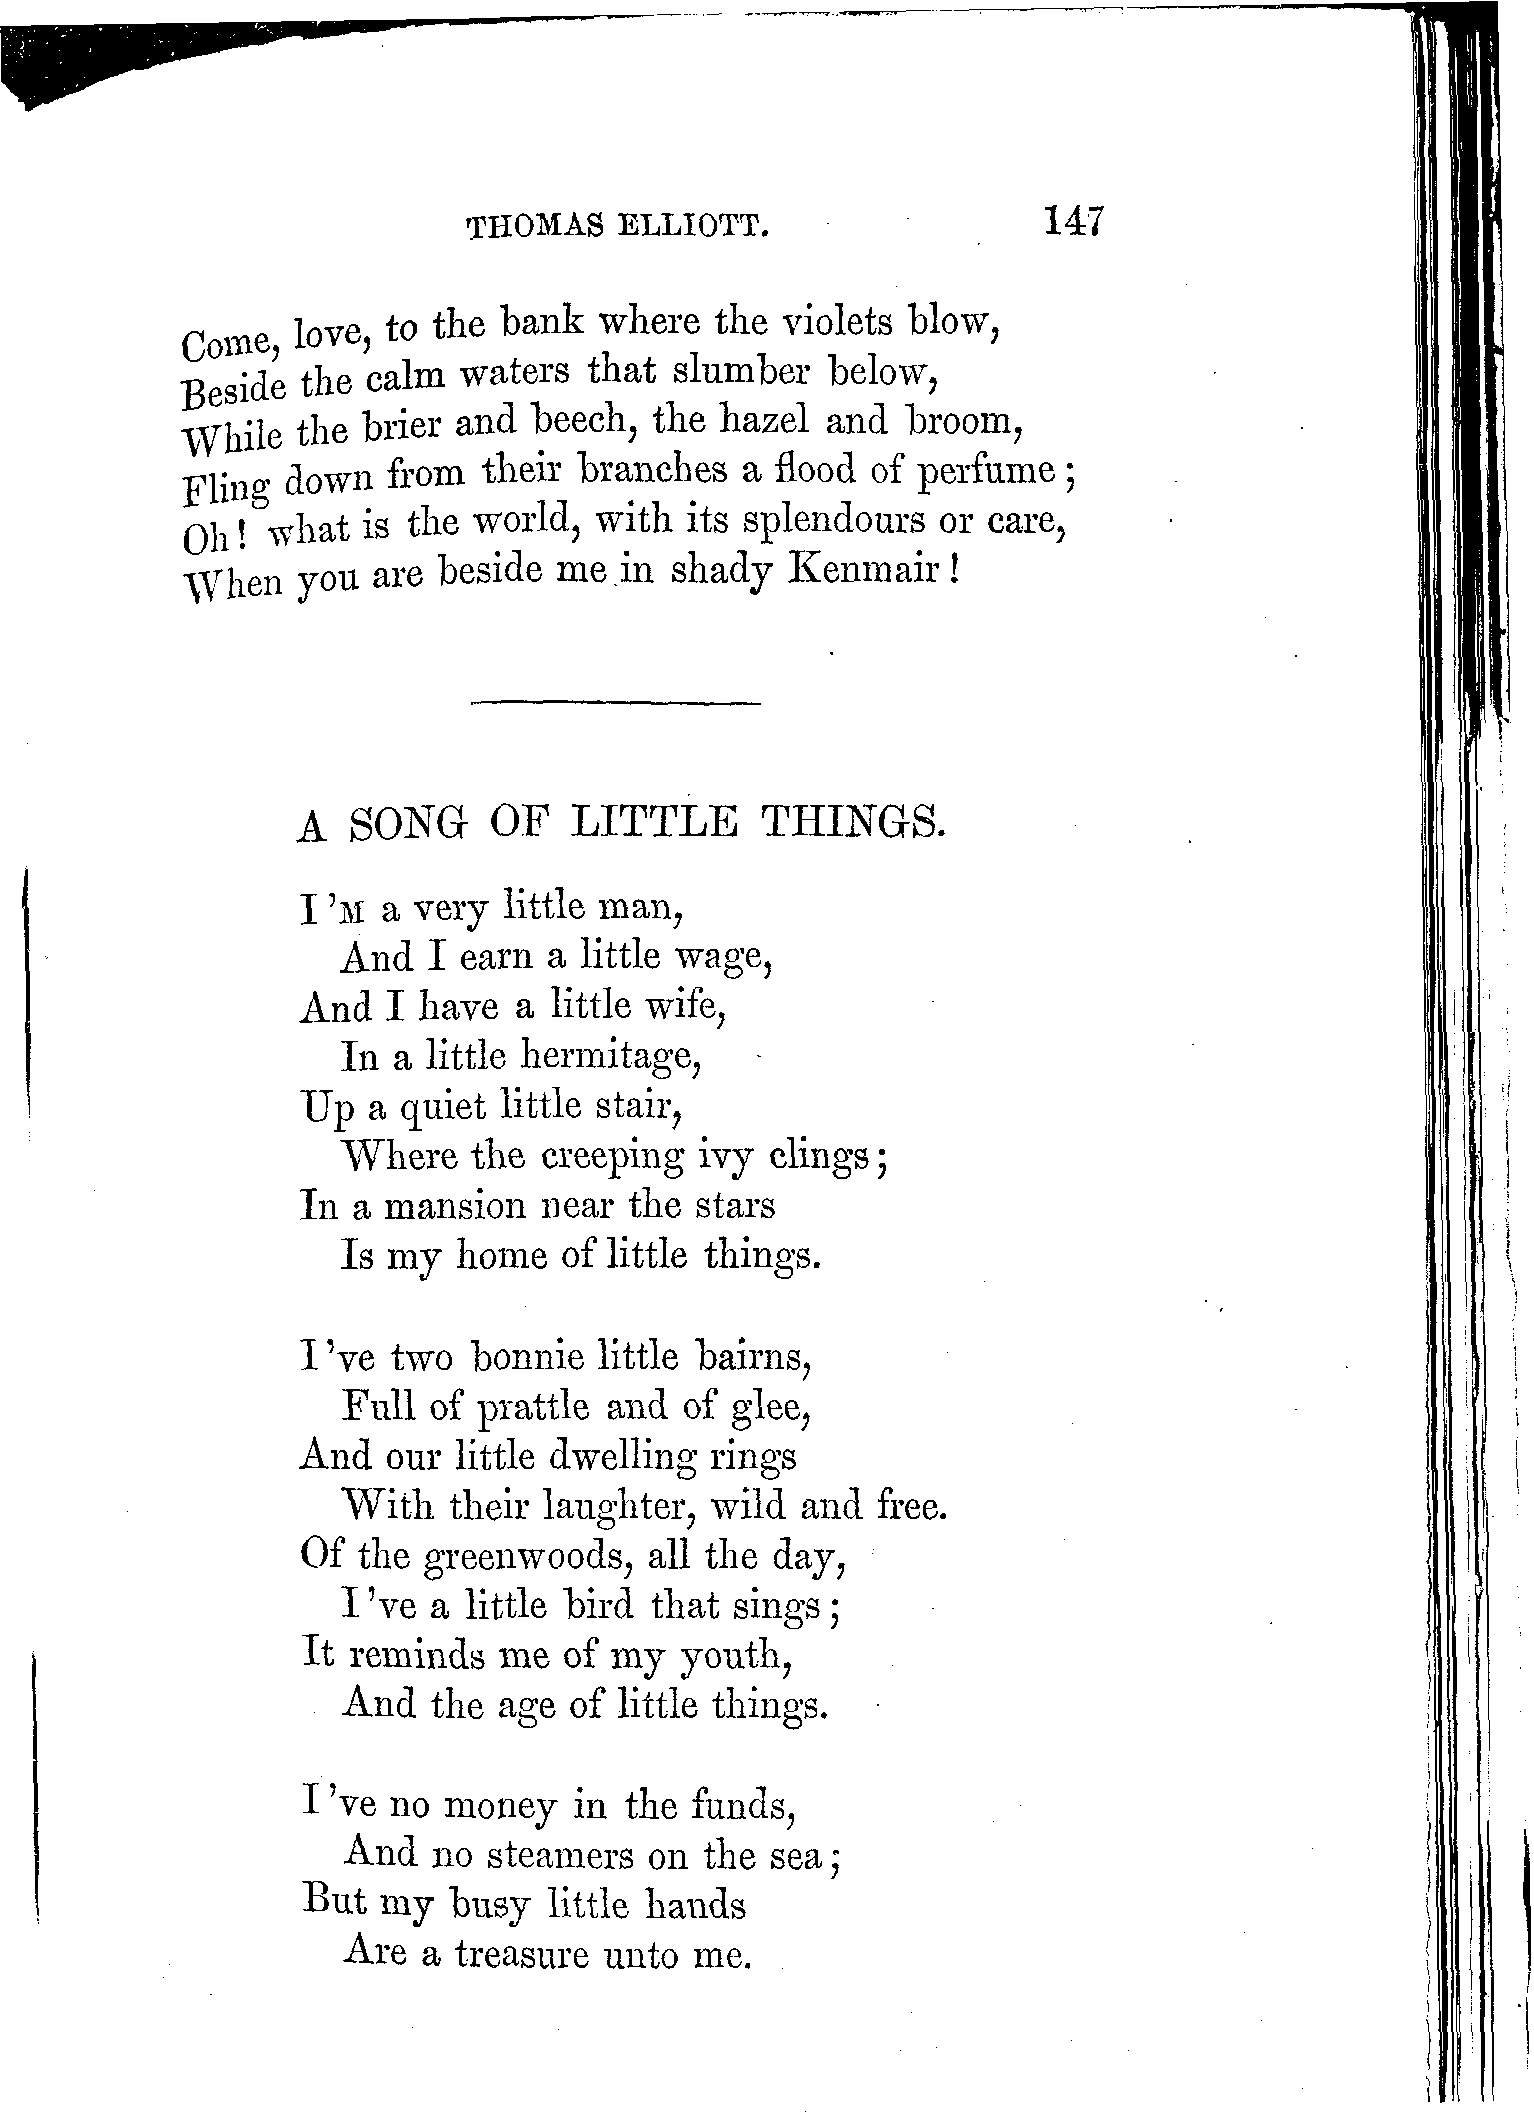 THOMAS ELLIOTT. 147
Come, love, to the bank where the violets blow,
Beside the calm waters that slumber below,
While the brier and beech, the hazel and broom,
Fling down from their branches a flood of perfume ;
Oh ! what is the world, with its splendours or care,
When you are beside me in shady Kenmair !
A SONG OF LITTLE THINGS.
I 'M a very little man,
And I earn a little wage,
And I have a little wife,
In a little hermitage,
Up a quiet little stair,
Where the creeping ivy clings ;
In a mansion near the stars
Is my home of little things.
I 've two bonnie little bairns,
Full of prattle and of glee,
And our little dwelling rings
With their laughter, wild and free.
Of the greenwoods, all the day,
I 've a little bird that sings ;
It reminds me of my youth,
And the age of little things.
I 've no money in the funds,
And no steamers on the sea ;
But my busy little hands
Are a treasure unto me.